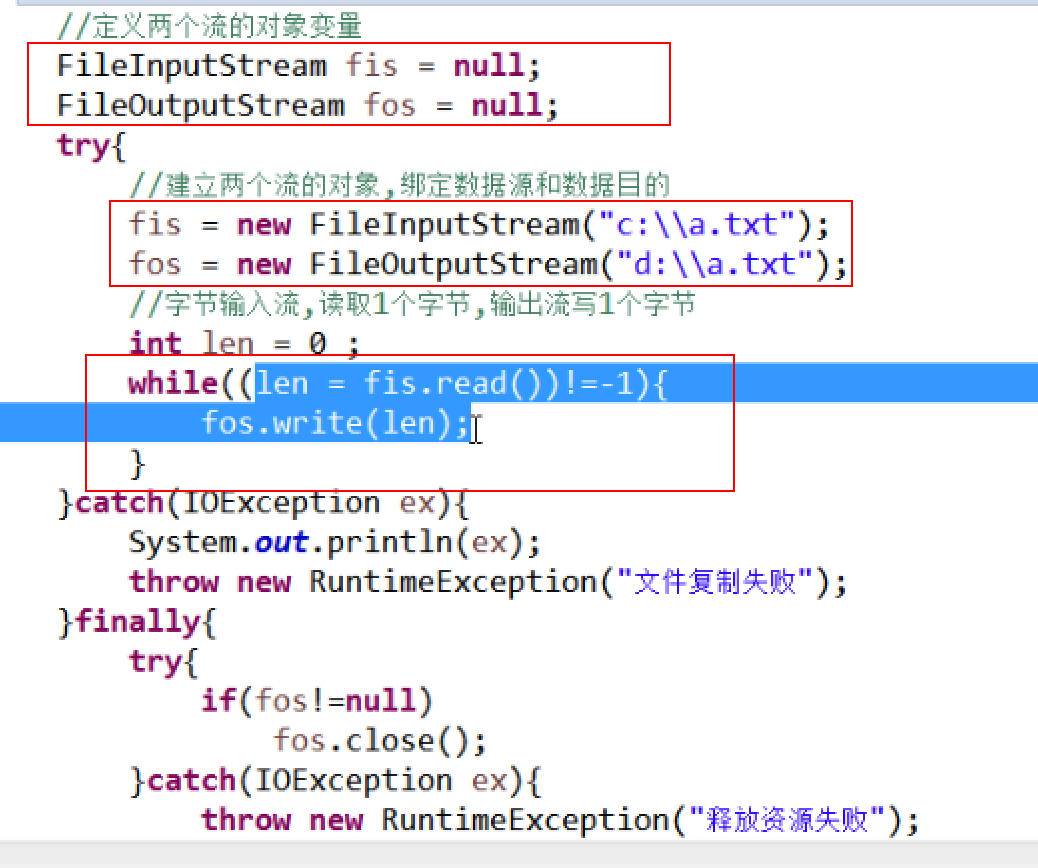 //定义两个流的对象变量
FileInputStream fis = null;
FileOutputStream fos = null;
try{
//建立两个流的对象,绑定数据源和数据目的
fis = new FileInputStream("c:\\a.txt");
fos = new FileOutputStream("d:\\a.txt");
//字节输入流,读取1个字节,输出流写1个字节
int len = 0 ;
while((len = fis.read())!=-1){
fos.write(len);
}
}catch(IOException ex){
System.out.println(ex);
throw new RuntimeException("文件复制失败");
}finally{
try{
if(fos!=null)
fos.close();
}catch(IOException ex){
throw new RuntimeException("释放资源失败");